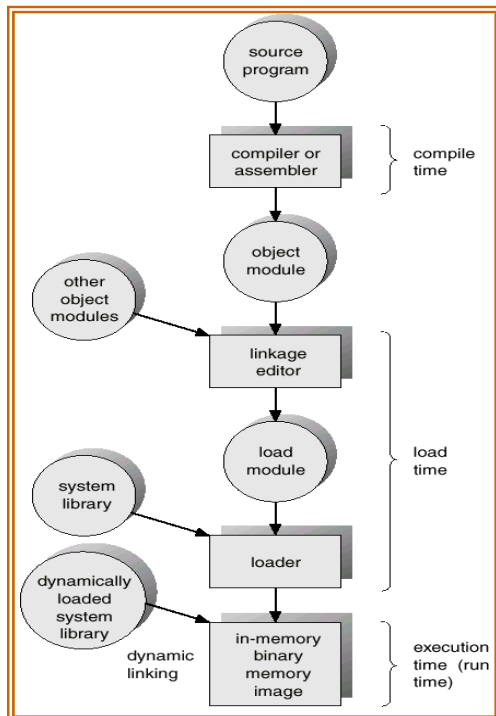 source
program
compiler or
assembler
compile
time
object
module
other
object
modules
linkage
editor
load
module
load
time
system
library
loader
dynamically
loaded
system
library
dynamic
linking
in-memory
binary
memory
image
execution
time (run
time)